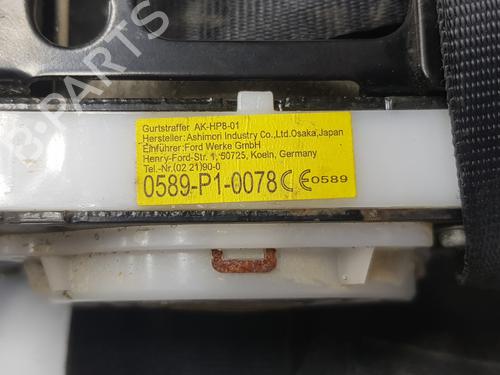 B-PARTS
Gurtstraffer AK-HP8-01
Hersteller: Ashimori Industry Co.,Ltd.Osaka,Japan
Einführer: Ford Werke GmbH
Henry-Ford-Str. 1, 50725, Koeln, Germany
Tel.-Nr.(02 21)90-0
0589-P1-0078 CE 0589